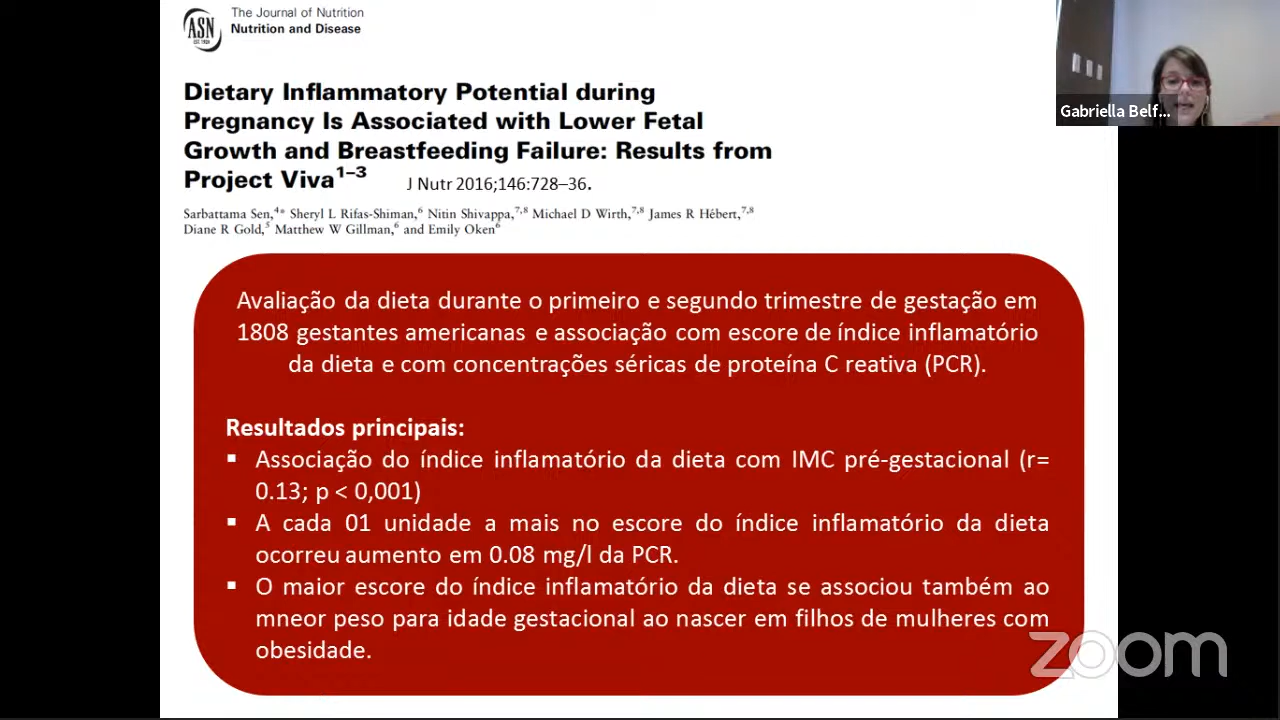 The Journal of Nutrition
Nutrition and Disease
ASN
Dietary Inflammatory Potential during
Pregnancy Is Associated with Lower Fetal
Growth and Breastfeeding Failure: Results from
Project Viva1–3 J Nutr 2016;146:728–36.
Sarbattama Sen,4* Sheryl L Rifas-Shiman,6 Nitin Shivappa,7,8 Michael D Wirth,7,8 James R Hébert,7,8
Diane R Gold,5 Matthew W Gillman,6 and Emily Oken6
Gabriella Belf...
Avaliação da dieta durante o primeiro e segundo trimestre de gestação em
1808 gestantes americanas e associação com escore de índice inflamatório
da dieta e com concentrações séricas de proteína C reativa (PCR).
Resultados principais:
▪ Associação do índice inflamatório da dieta com IMC pré-gestacional (r=
0.13; p < 0,001)
▪ A cada 01 unidade a mais no escore do índice inflamatório da dieta
ocorreu aumento em 0.08 mg/l da PCR.
▪ O maior escore do índice inflamatório da dieta se associou também ao
mneor peso para idade gestacional ao nascer em filhos de mulheres com
obesidade.
zoom